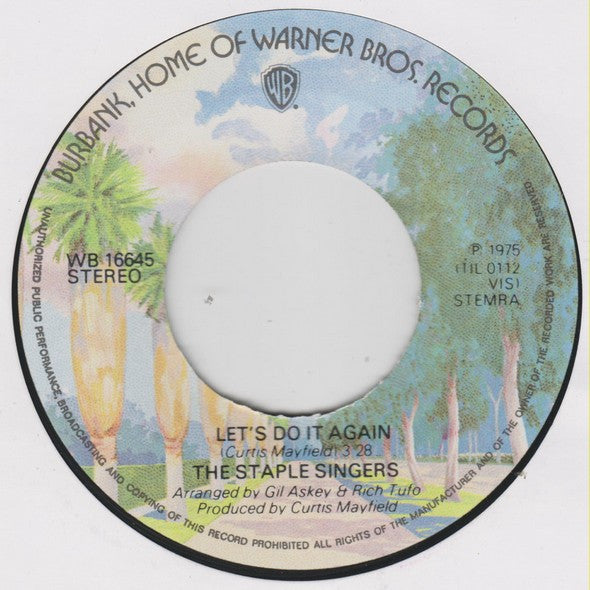 BURBANK, HOME OF WARNER BROS. RECORDS
WB
WB 16645
STEREO
P 1975
(TIL 0112
VIS)
STEMRA
LET'S DO IT AGAIN
(Curtis Mayfield) 3'28
THE STAPLE SINGERS
Arranged by Gil Askey & Rich Tufo
Produced by Curtis Mayfield
UNAUTHORIZED PUBLIC PERFORMANCE, BROADCASTING AND COPYING OF THIS RECORD PROHIBITED ALL RIGHTS OF THE MANUFACTURER AND OF THE OWNER OF THE RECORDED WORK ARE RESERVED